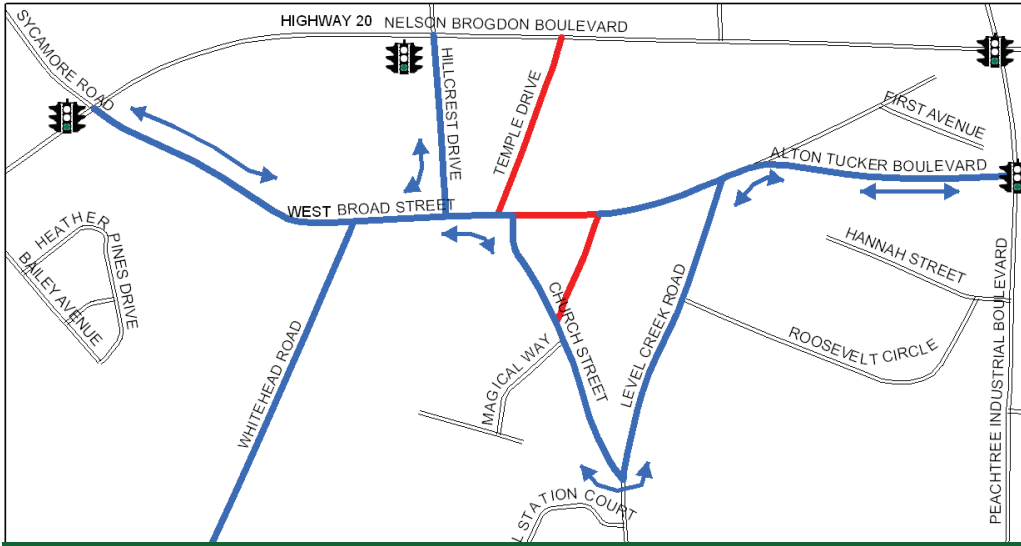 HIGHWAY 20 NELSON BROGDON BOULEVARD
SYCAMORE ROAD
HILLCREST DRIVE
TEMPLE DRIVE
FIRST AVENUE
ALTON TUCKER BOULEVARD
WEST BROAD STREET
HEATHER PINES DRIVE
BAILEY AVENUE
HANNAH STREET
WHITEHEAD ROAD
CHURCH STREET
LEVEL CREEK ROAD
ROOSEVELT CIRCLE
MAGICAL WAY
PEACHTREE INDUSTRIAL BOULEVARD
L STATION COURT